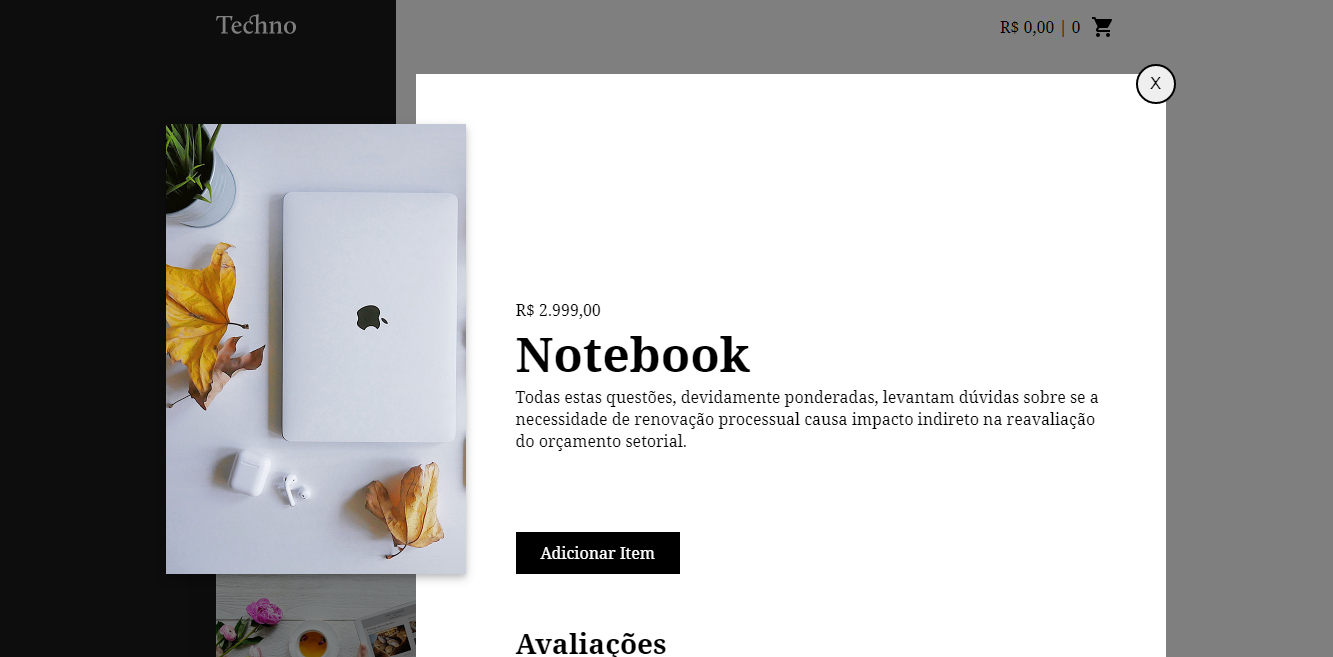 Techno
R$ 0,00 | 0
X
R$ 2.999,00
Notebook
Todas estas questões, devidamente ponderadas, levantam dúvidas sobre se a
necessidade de renovação processual causa impacto indireto na reavaliação
do orçamento setorial.
Adicionar Item
Avaliações